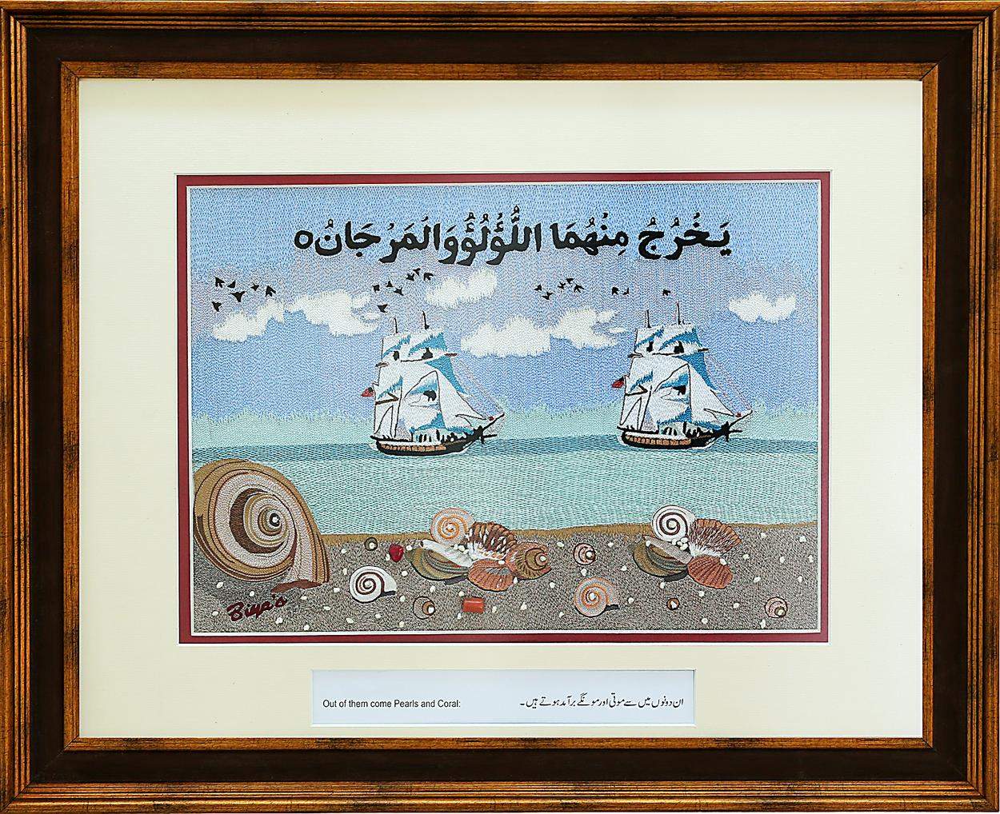 يَخْرُجُ مِنْهُمَا اللُّؤْلُؤُ وَالْمَرْجَانُ ه
Biya's
Out of them come Pearls and Coral:
ان دونوں میں سے موتی اور مونگے برآمد ہوتے ہیں۔